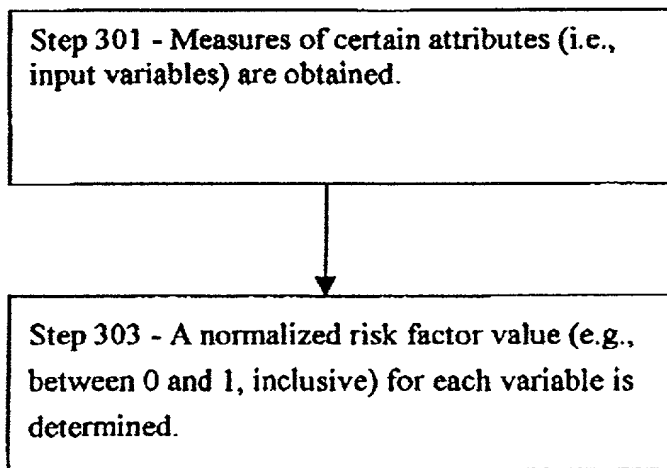 Step 301 - Measures of certain attributes (i.e.,
input variables) are obtained.
Step 303 - A normalized risk factor value (e.g.,
between 0 and 1, inclusive) for each variable is
determined.